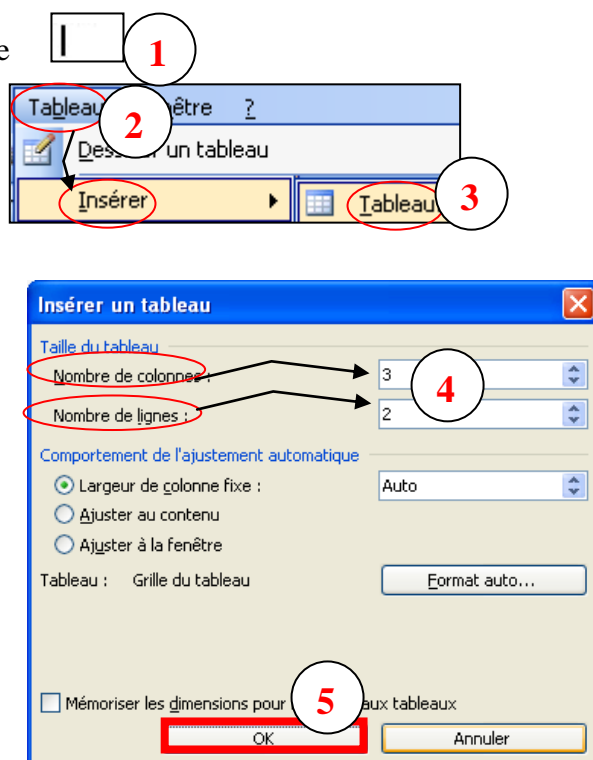 e
1
Tableau être ?
2
Dess un tableau
Insérer
Tableau
3
Insérer un tableau
Taille du tableau
Nombre de colonnes :
3
4
Nombre de lignes :
2
Comportement de l'ajustement automatique
Largeur de colonne fixe :
Auto
Ajuster au contenu
Ajuster à la fenêtre
Tableau : Grille du tableau
Format auto...
Mémoriser les dimensions pour aux tableaux
5
OK
Annuler